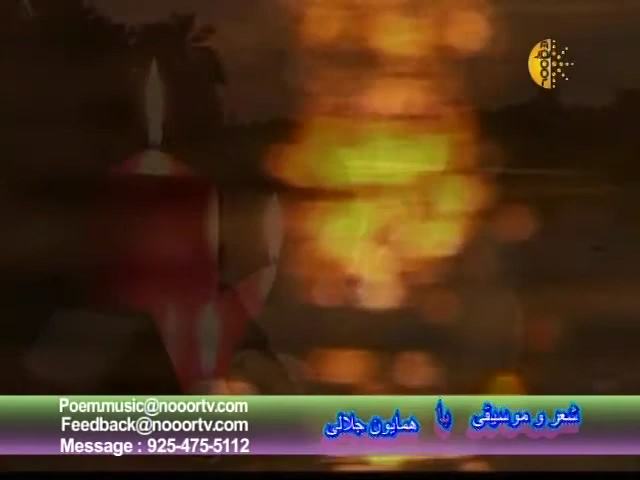 Poemmusic@nooortv.com
Feedback@nooortv.com
Message : 925-475-5112
شعر و موسیقی با همایون جلالی